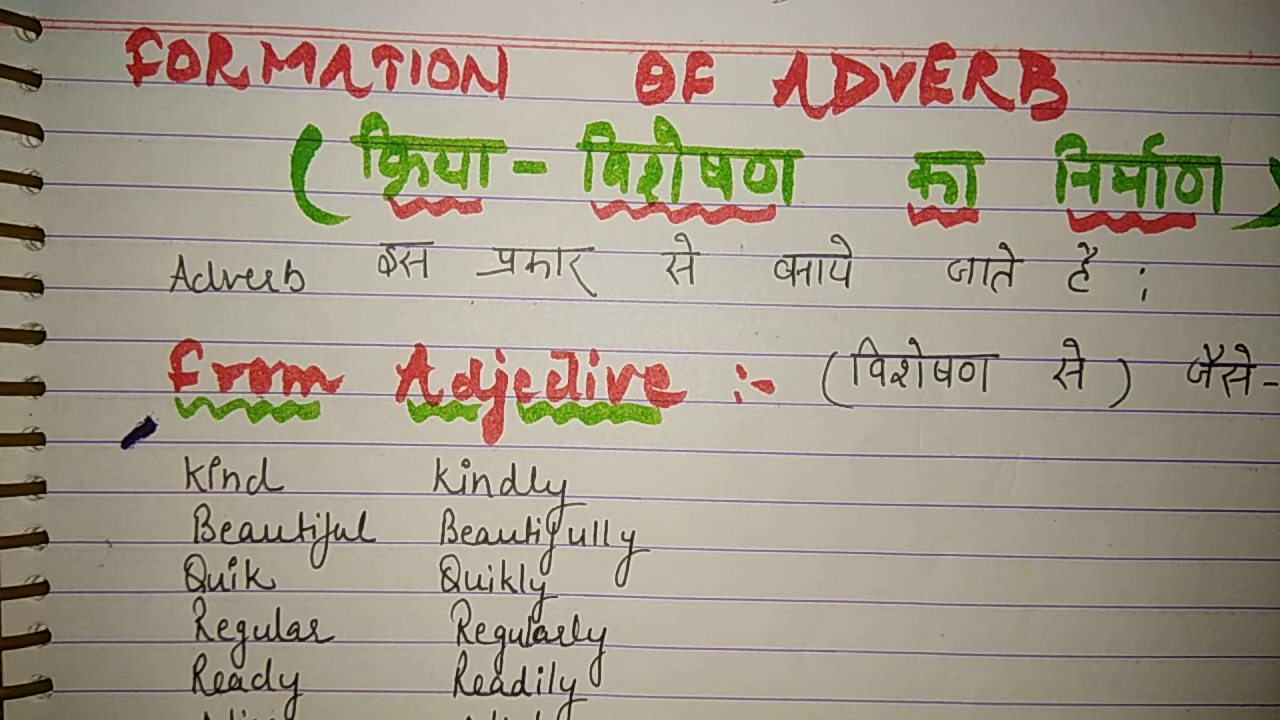 FORMATION OF ADVERB
(क्रिया-विशेषण का निर्माण)
Adverb इस प्रकार से बनाये जाते हैं :
From Adjective :- (विशेषण से) जैसे-
Kind Kindly
Beautiful Beautifully
Quik Quikly
Regular Regularly
Ready Readily